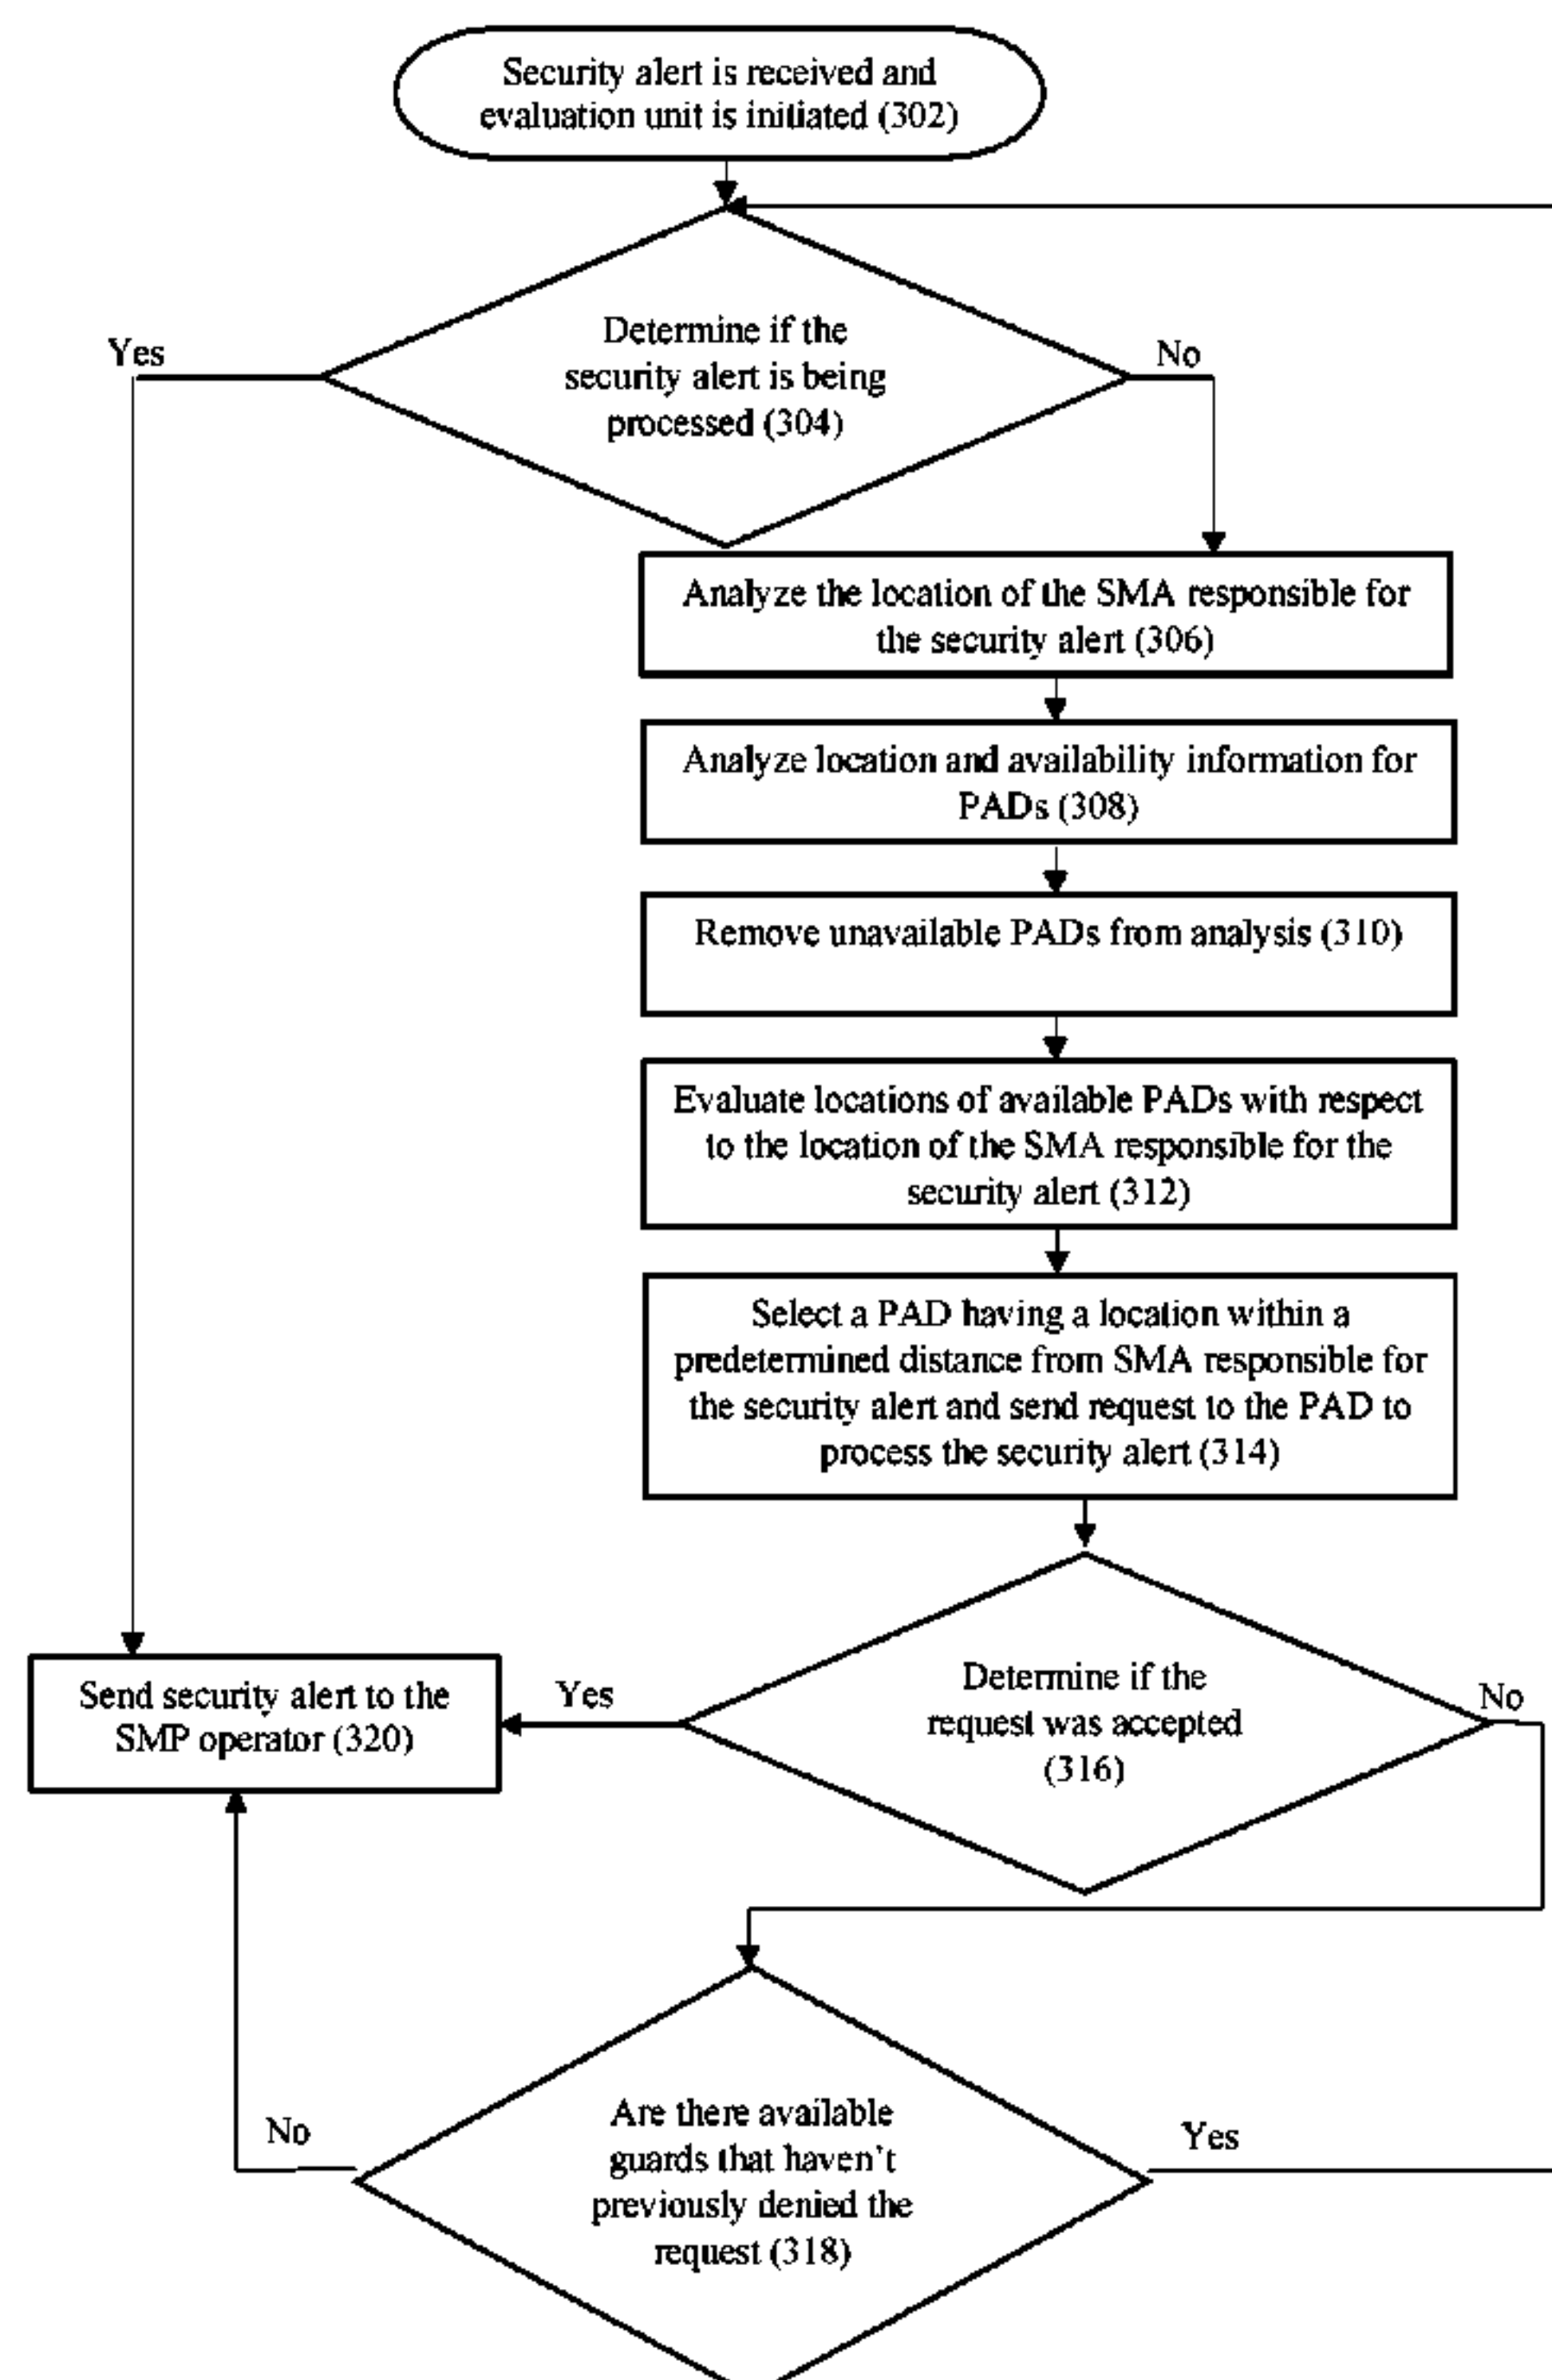 Security alert is received and
evaluation unit is initiated (302)
Yes
Determine if the
security alert is being
processed (304)
No
Analyze the location of the SMA responsible for
the security alert (306)
Analyze location and availability information for
PADs (308)
Remove unavailable PADs from analysis (310)
Evaluate locations of available PADs with respect
to the location of the SMA responsible for the
security alert (312)
Select a PAD having a location within a
predetermined distance from SMA responsible for
the security alert and send request to the PAD to
process the security alert (314)
Send security alert to the
SMP operator (320)
Yes
Determine if the
request was accepted
(316)
No
No
Are there available
guards that haven't
previously denied the
request (318)
Yes